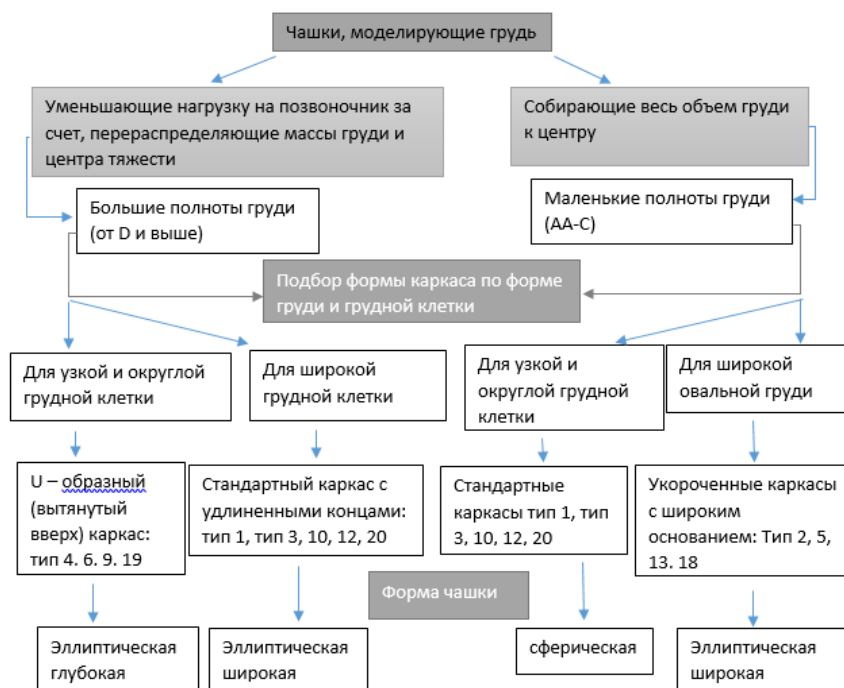 Чашки, моделирующие грудь
Уменьшающие нагрузку на позвоночник за
счет, перераспределяющие массы груди и
центра тяжести
Собирающие весь объем груди
к центру
Большие полноты груди
(от D и выше)
Маленькие полноты груди
(АА-С)
Подбор формы каркаса по форме
груди и грудной клетки
Для узкой и округлой
грудной клетки
Для широкой
грудной клетки
Для узкой и
округлой грудной
клетки
Для широкой
овальной груди
U – образный
(вытянутый
вверх) каркас:
тип 4. 6. 9. 19
Стандартный каркас с
удлиненными концами:
тип 1, тип 3, 10, 12, 20
Стандартные
каркасы тип 1, тип
3, 10, 12, 20
Укороченные каркасы
с широким
основанием: Тип 2, 5,
13. 18
Форма чашки
Эллиптическая
глубокая
Эллиптическая
широкая
сферическая
Эллиптическая
широкая